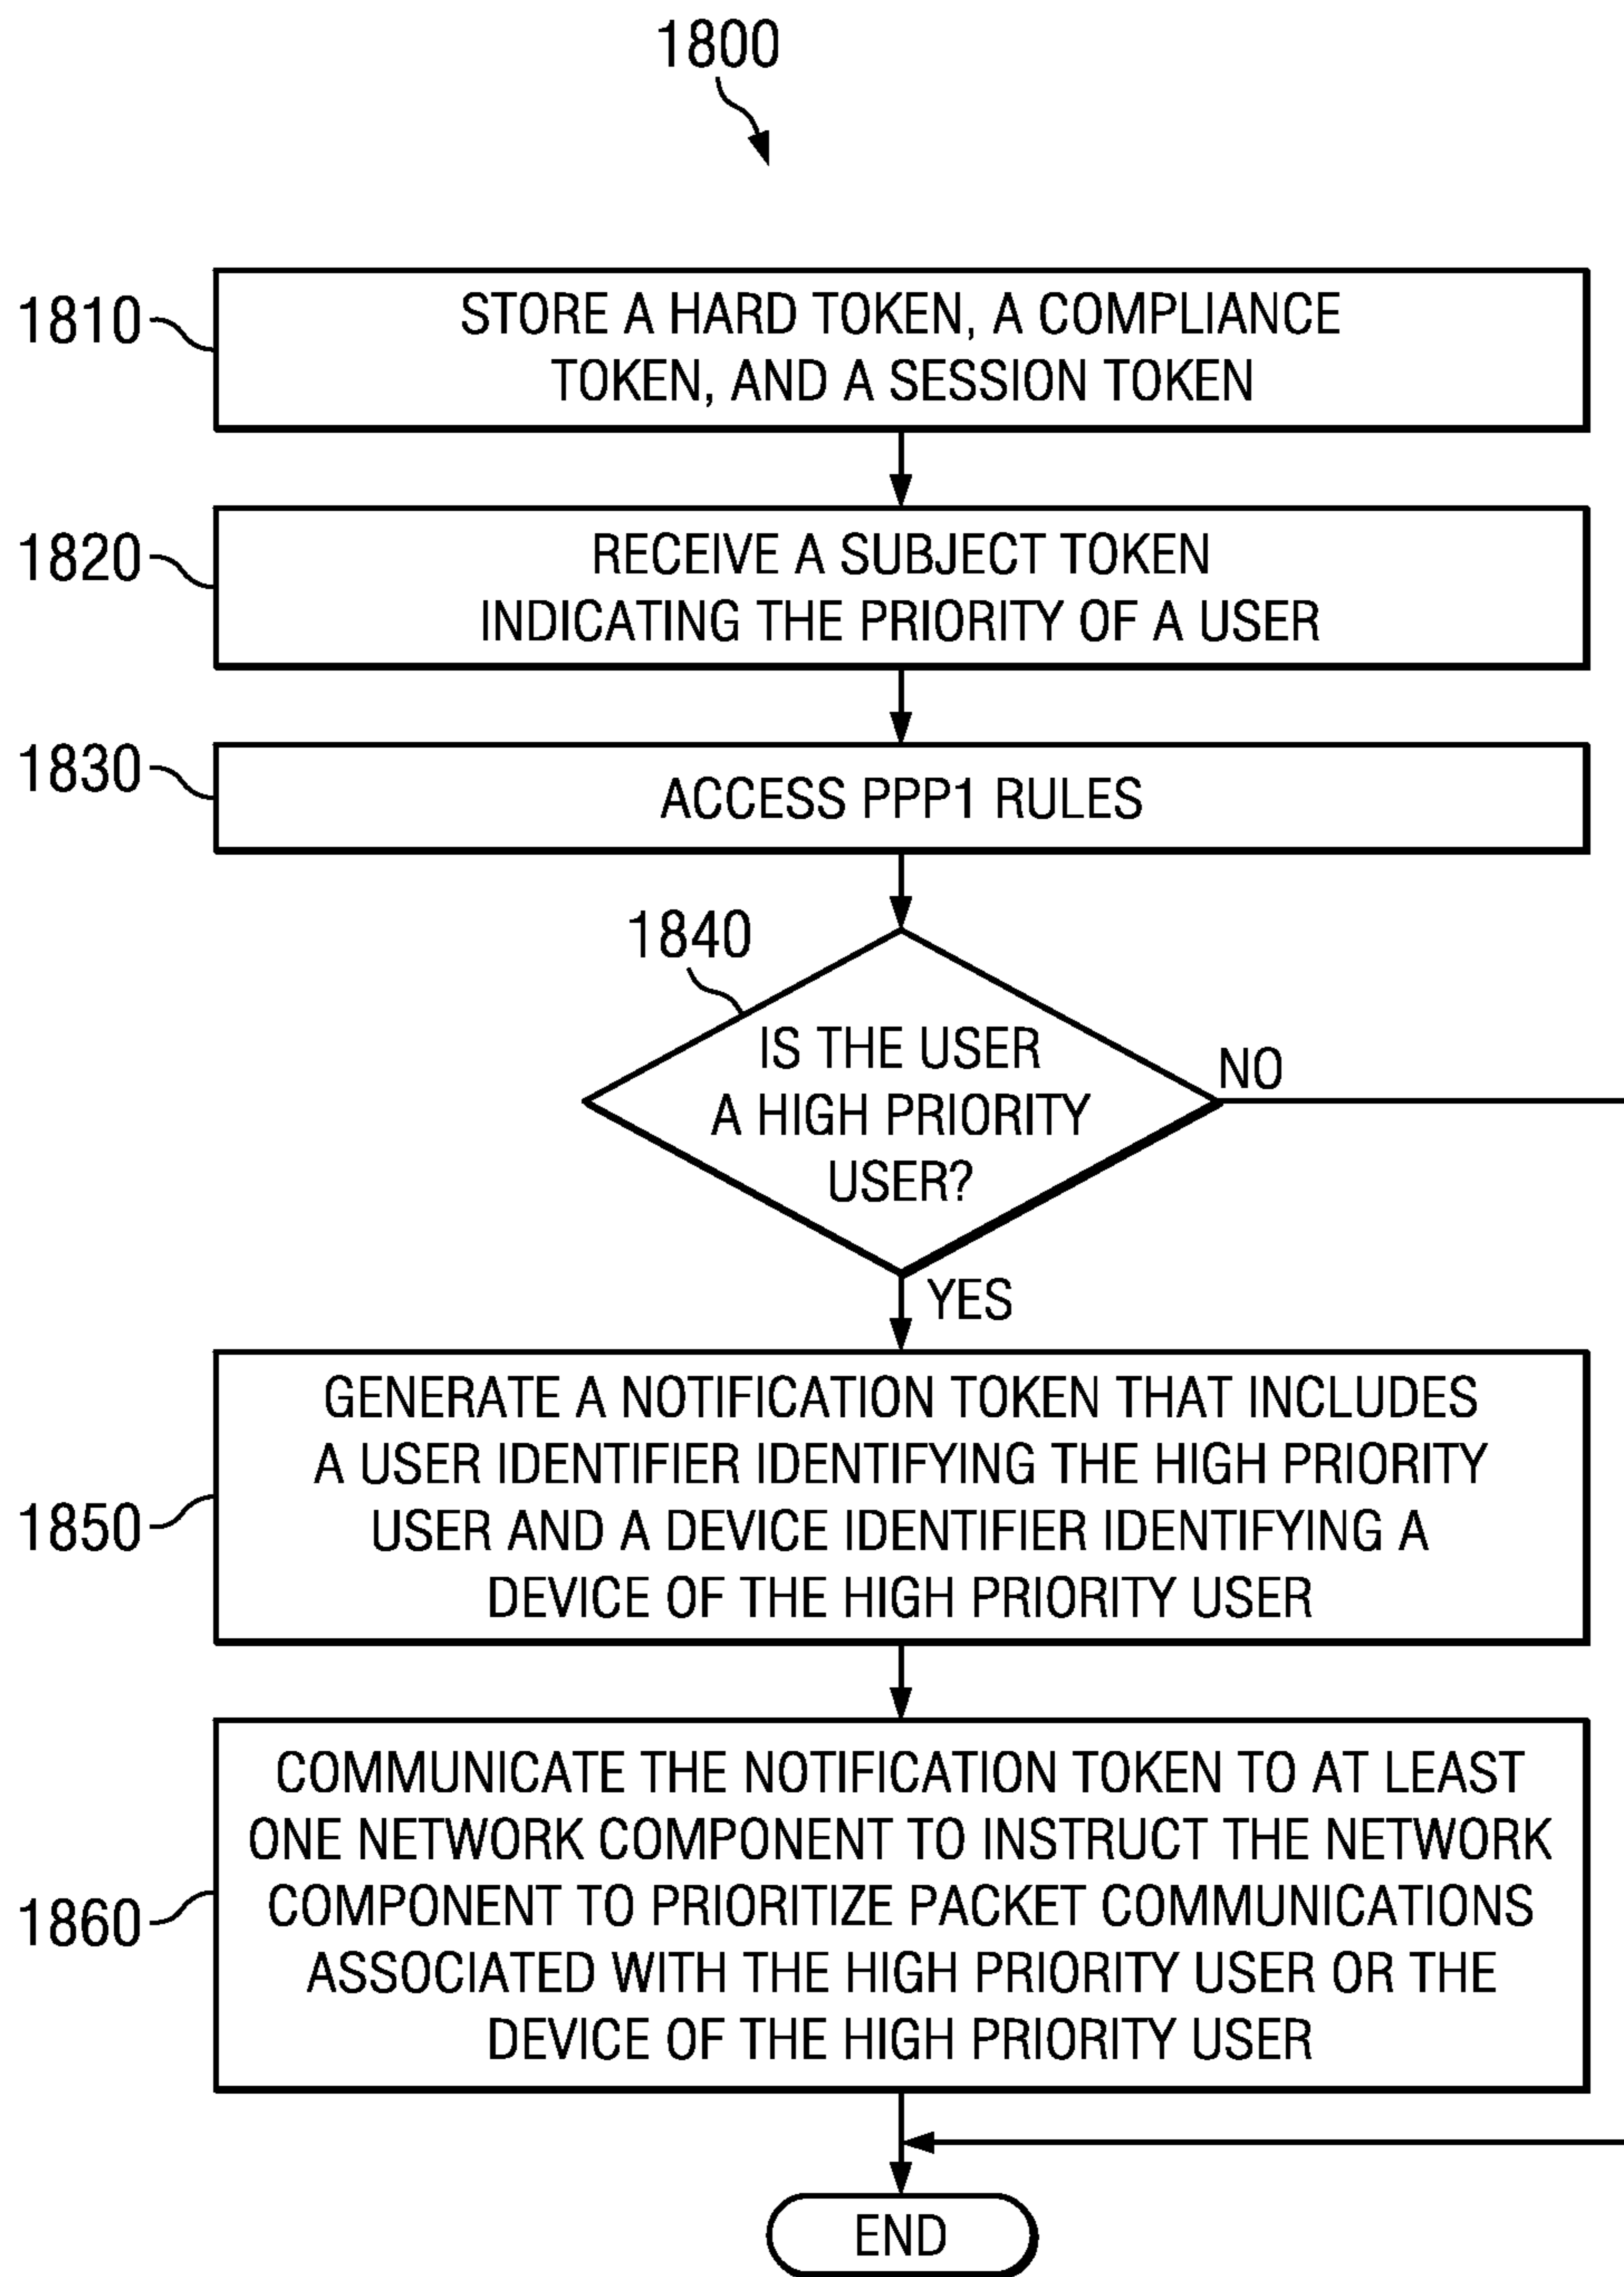 1800
1810
STORE A HARD TOKEN, A COMPLIANCE
TOKEN, AND A SESSION TOKEN
1820
RECEIVE A SUBJECT TOKEN
INDICATING THE PRIORITY OF A USER
1830
ACCESS PPP1 RULES
1840
IS THE USER
A HIGH PRIORITY
USER?
NO
YES
1850
GENERATE A NOTIFICATION TOKEN THAT INCLUDES
A USER IDENTIFIER IDENTIFYING THE HIGH PRIORITY
USER AND A DEVICE IDENTIFIER IDENTIFYING A
DEVICE OF THE HIGH PRIORITY USER
1860
COMMUNICATE THE NOTIFICATION TOKEN TO AT LEAST
ONE NETWORK COMPONENT TO INSTRUCT THE NETWORK
COMPONENT TO PRIORITIZE PACKET COMMUNICATIONS
ASSOCIATED WITH THE HIGH PRIORITY USER OR THE
DEVICE OF THE HIGH PRIORITY USER
END